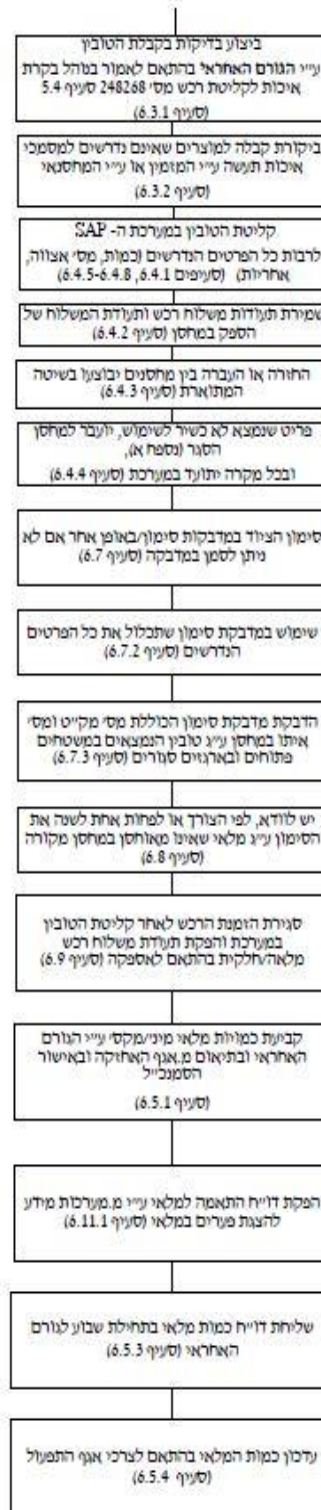 ביצוע בדיקות בקבלת הטובין
ע״י הגורם האחראי בהתאם לאמור בנוהל בקרת
איכות לקליטת רכש מס׳ 248268 סעיף 5.4
(סעיף 6.3.1)
ביקורת קבלה למוצרים שאינם נדרשים למסמכי
איכות תעשה ע״י המזמין או ע״י המחסנאי
(סעיף 6.3.2)
קליטת הטובין במערכת ה- SAP
לרבות כל הפרטים הנדרשים (כמות, מס׳ אצווה,
אחריות) (סעיפים 6.4.1, 6.4.5-6.4.8)
שמירת תעודות משלוח רכש ותעודת המשלוח של
הספק במחסן (סעיף 6.4.2)
החזרה או העברה בין מחסנים יבוצעו בשיטה
המתוארת (סעיף 6.4.3)
פריט שנמצא לא כשיר לשימוש, יועבר למחסן
הסגר (נספח א),
ובכל מקרה יתועד במערכת (סעיף 6.4.4)
סימון הציוד במדבקות סימון/באופן אחר אם לא
ניתן לסמן במדבקה (סעיף 6.7)
שימוש במדבקת סימון שתכלול את כל הפרטים
הנדרשים (סעיף 6.7.2)
הדבקת מדבקת סימון הכוללת מס׳ מק״ט ומס׳
איתו במחסן ע״ג טובין הנמצאים במשטחים
פתוחים ובארגזים סגורים (סעיף 6.7.3)
יש לוודא, לפי הצורך או לפחות אחת לשנה את
הסימון ע״ג מלאי שאינו מאוחסן במחסן מקורה
(סעיף 6.8)
סגירת הזמנת הרכש לאחר קליטת הטובין
במערכת והפקת תעודת משלוח רכש
מלאה/חלקית בהתאם לאספקה (סעיף 6.9)
קביעת כמויות מלאי מיני/מקסי ע״י הגורם
האחראי ובתיאום מ.אגף האחזקה ובאישור
הסמנכ״ל
(סעיף 6.5.1)
הפקת דו״ח התאמה למלאי ע״י מ.מערכות מידע
להצגת פערים במלאי (סעיף 6.11.1)
שליחת דו״ח כמות מלאי בתחילת שבוע לגורם
האחראי (סעיף 6.5.3)
עדכון כמות המלאי בהתאם לצרכי אגף התפעול
(סעיף 6.5.4)